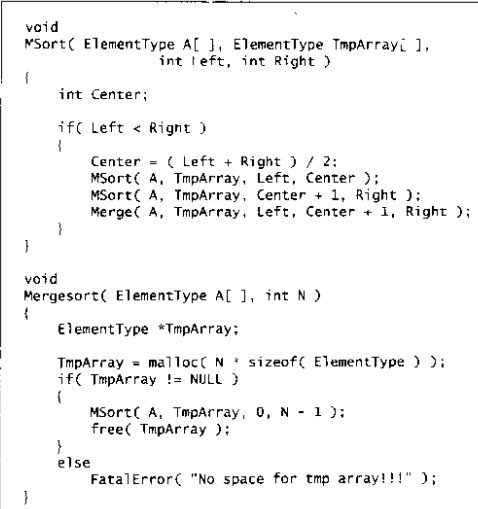 void
MSort( ElementType A[ ], ElementType TmpArray[ ],
int Left, int Right )
{
int Center;
if( Left < Right )
{
Center = ( Left + Right ) / 2;
MSort( A, TmpArray, Left, Center );
MSort( A, TmpArray, Center + 1, Right );
Merge( A, TmpArray, Left, Center + 1, Right );
}
}
void
Mergesort( ElementType A[ ], int N )
{
ElementType *TmpArray;
TmpArray = malloc( N * sizeof( ElementType ) );
if( TmpArray != NULL )
{
MSort( A, TmpArray, 0, N - 1 );
free( TmpArray );
}
else
FatalError( "No space for tmp array!!!" );
}